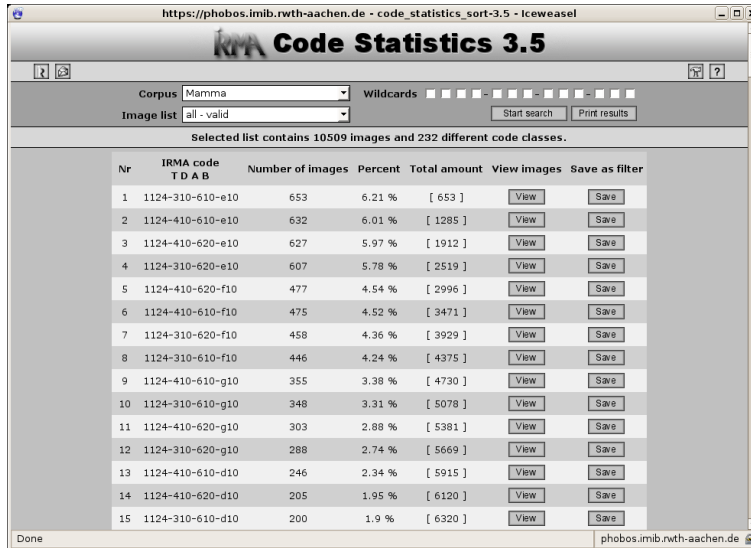 https://phobos.imib.rwth-aachen.de - code_statistics_sort-3.5 - Iceweasel
IRMA Code Statistics 3.5
?
Corpus Mamma Wildcards - - -
Image list all - valid Start search Print results
Selected list contains 10509 images and 232 different code classes.
Nr IRMA code T D A B Number of images Percent Total amount View images Save as filter
1 1124-310-610-e10 653 6.21 % [ 653 ] View Save
2 1124-410-610-e10 632 6.01 % [ 1285 ] View Save
3 1124-410-620-e10 627 5.97 % [ 1912 ] View Save
4 1124-310-620-e10 607 5.78 % [ 2519 ] View Save
5 1124-410-620-f10 477 4.54 % [ 2996 ] View Save
6 1124-410-610-f10 475 4.52 % [ 3471 ] View Save
7 1124-310-620-f10 458 4.36 % [ 3929 ] View Save
8 1124-310-610-f10 446 4.24 % [ 4375 ] View Save
9 1124-410-610-g10 355 3.38 % [ 4730 ] View Save
10 1124-310-610-g10 348 3.31 % [ 5078 ] View Save
11 1124-410-620-g10 303 2.88 % [ 5381 ] View Save
12 1124-310-620-g10 288 2.74 % [ 5669 ] View Save
13 1124-410-610-d10 246 2.34 % [ 5915 ] View Save
14 1124-410-620-d10 205 1.95 % [ 6120 ] View Save
15 1124-310-610-d10 200 1.9 % [ 6320 ] View Save
Done phobos.imib.rwth-aachen.de